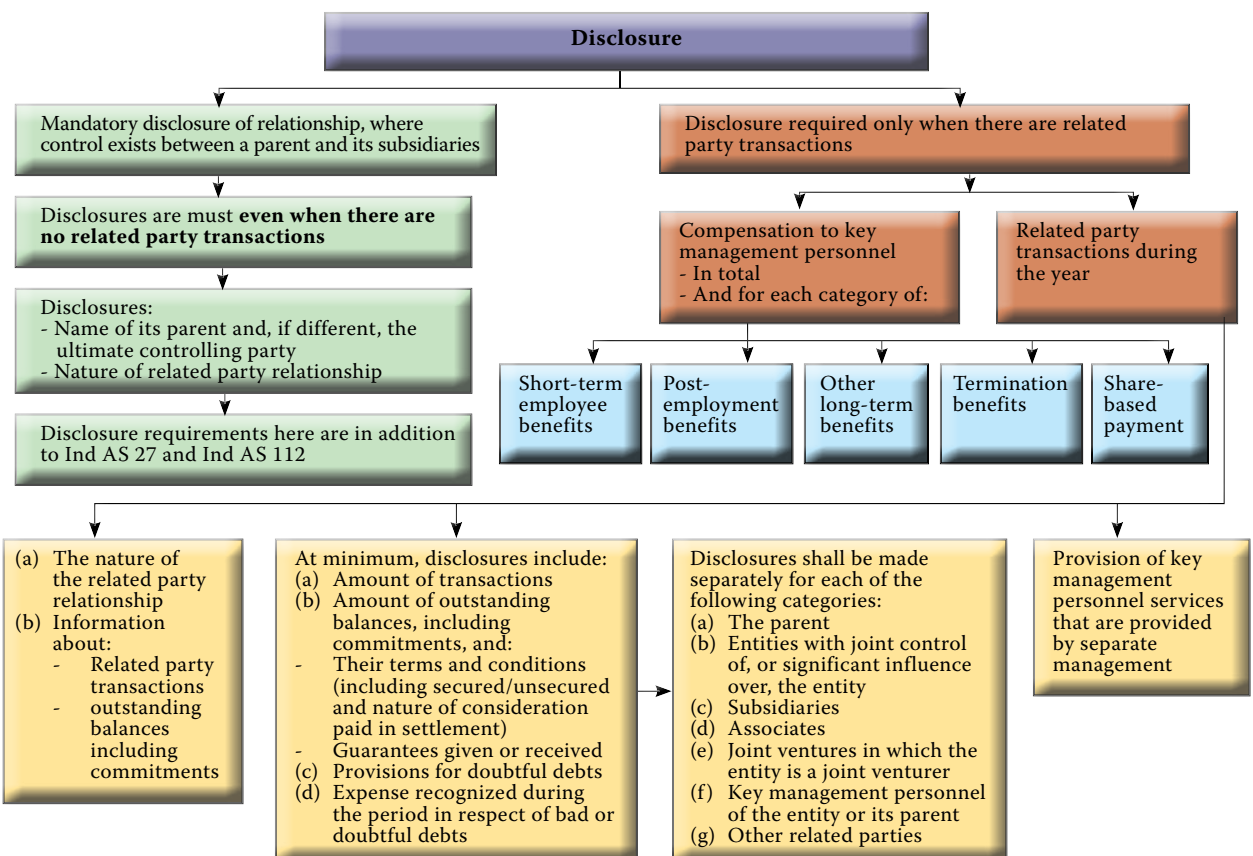 Disclosure
Mandatory disclosure of relationship, where
control exists between a parent and its subsidiaries
Disclosures are must even when there are
no related party transactions
Disclosures:
- Name of its parent and, if different, the
ultimate controlling party
- Nature of related party relationship
Disclosure requirements here are in addition
to Ind AS 27 and Ind AS 112
Disclosure required only when there are related
party transactions
Compensation to key
management personnel
- In total
- And for each category of:
Related party
transactions during
the year
Short-term
employee
benefits
Post-
employment
benefits
Other
long-term
benefits
Termination
benefits
Share-
based
payment
(a) The nature of
the related party
relationship
(b) Information
about:
- Related party
transactions
- outstanding
balances
including
commitments
At minimum, disclosures include:
(a) Amount of transactions
(b) Amount of outstanding
balances, including
commitments, and:
- Their terms and conditions
(including secured/unsecured
and nature of consideration
paid in settlement)
- Guarantees given or received
(c) Provisions for doubtful debts
(d) Expense recognized during
the period in respect of bad or
doubtful debts
Disclosures shall be made
separately for each of the
following categories:
(a) The parent
(b) Entities with joint control
of, or significant influence
over, the entity
(c) Subsidiaries
(d) Associates
(e) Joint ventures in which the
entity is a joint venturer
(f) Key management personnel
of the entity or its parent
(g) Other related parties
Provision of key
management
personnel services
that are provided
by separate
management